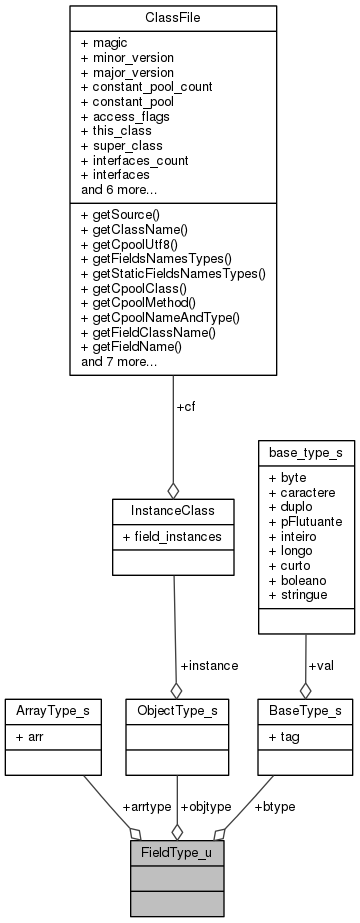 ClassFile
+ magic
+ minor_version
+ major_version
+ constant_pool_count
+ constant_pool
+ access_flags
+ this_class
+ super_class
+ interfaces_count
+ interfaces
and 6 more...
+ getSource()
+ getClassName()
+ getCpoolUtf8()
+ getFieldsNamesTypes()
+ getStaticFieldsNamesTypes()
+ getCpoolClass()
+ getCpoolMethod()
+ getCpoolNameAndType()
+ getFieldClassName()
+ getFieldName()
and 7 more...
+cf
base_type_s
+ byte
+ caractere
+ duplo
+ pFlutuante
+ inteiro
+ longo
+ curto
+ boleano
+ stringue
InstanceClass
+ field_instances
+instance
+val
ArrayType_s
+ arr
ObjectType_s
BaseType_s
+ tag
+arrtype
+objtype
+btype
FieldType_u